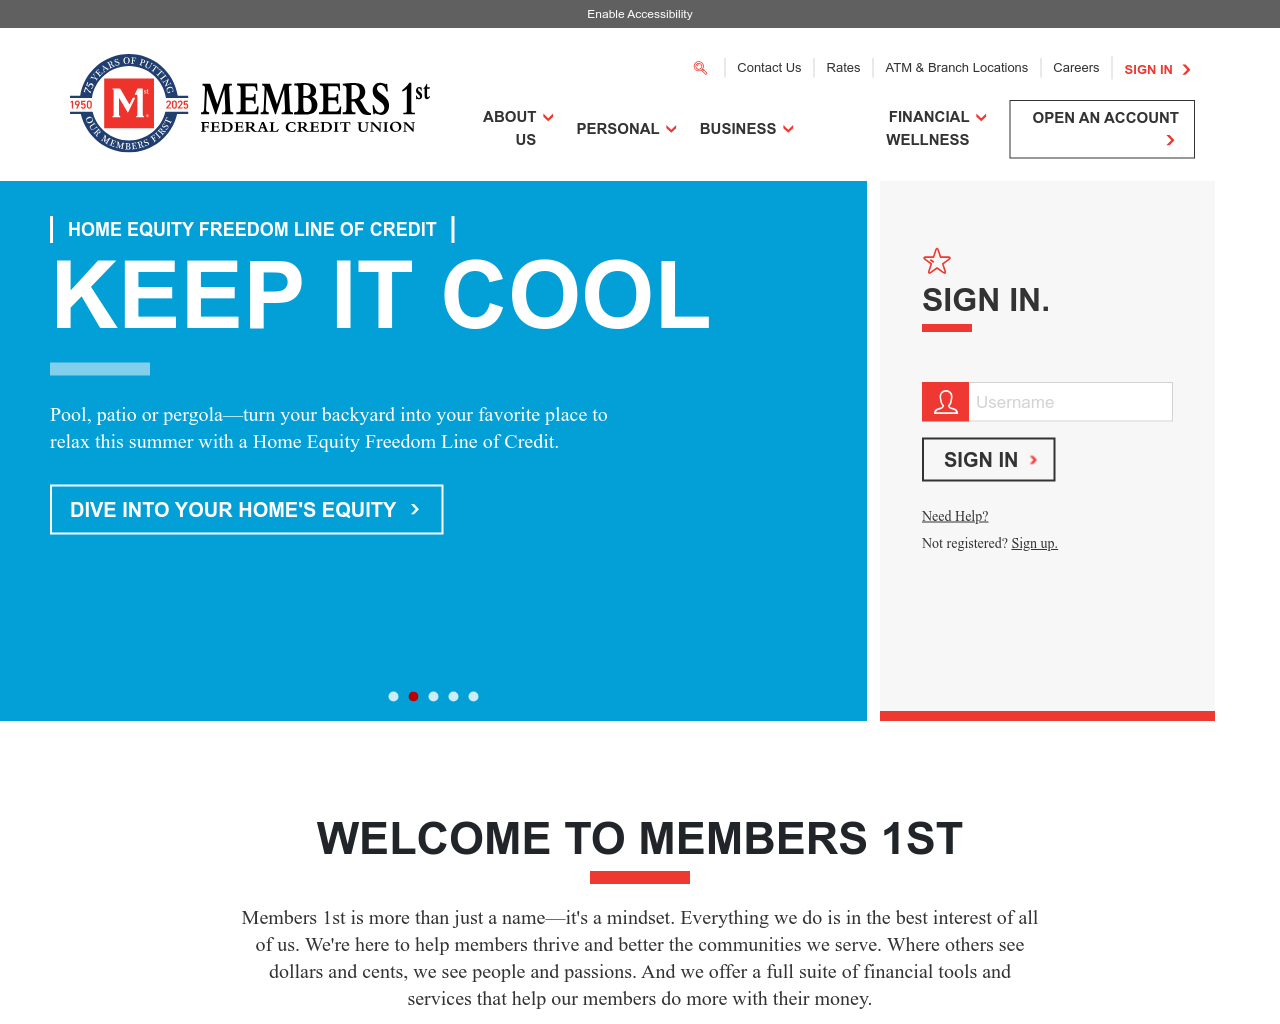 Enable Accessibility
75 YEARS OF PUTTING
1950 M st 2025
OUR MEMBERS FIRST
MEMBERS 1st
FEDERAL CREDIT UNION
Contact Us
Rates
ATM & Branch Locations
Careers
SIGN IN
ABOUT
US
PERSONAL
BUSINESS
FINANCIAL
WELLNESS
OPEN AN ACCOUNT
HOME EQUITY FREEDOM LINE OF CREDIT
KEEP IT COOL
Pool, patio or pergola—turn your backyard into your favorite place to
relax this summer with a Home Equity Freedom Line of Credit.
DIVE INTO YOUR HOME'S EQUITY
SIGN IN.
Username
SIGN IN
Need Help?
Not registered? Sign up.
WELCOME TO MEMBERS 1ST
Members 1st is more than just a name—it's a mindset. Everything we do is in the best interest of all
of us. We're here to help members thrive and better the communities we serve. Where others see
dollars and cents, we see people and passions. And we offer a full suite of financial tools and
services that help our members do more with their money.